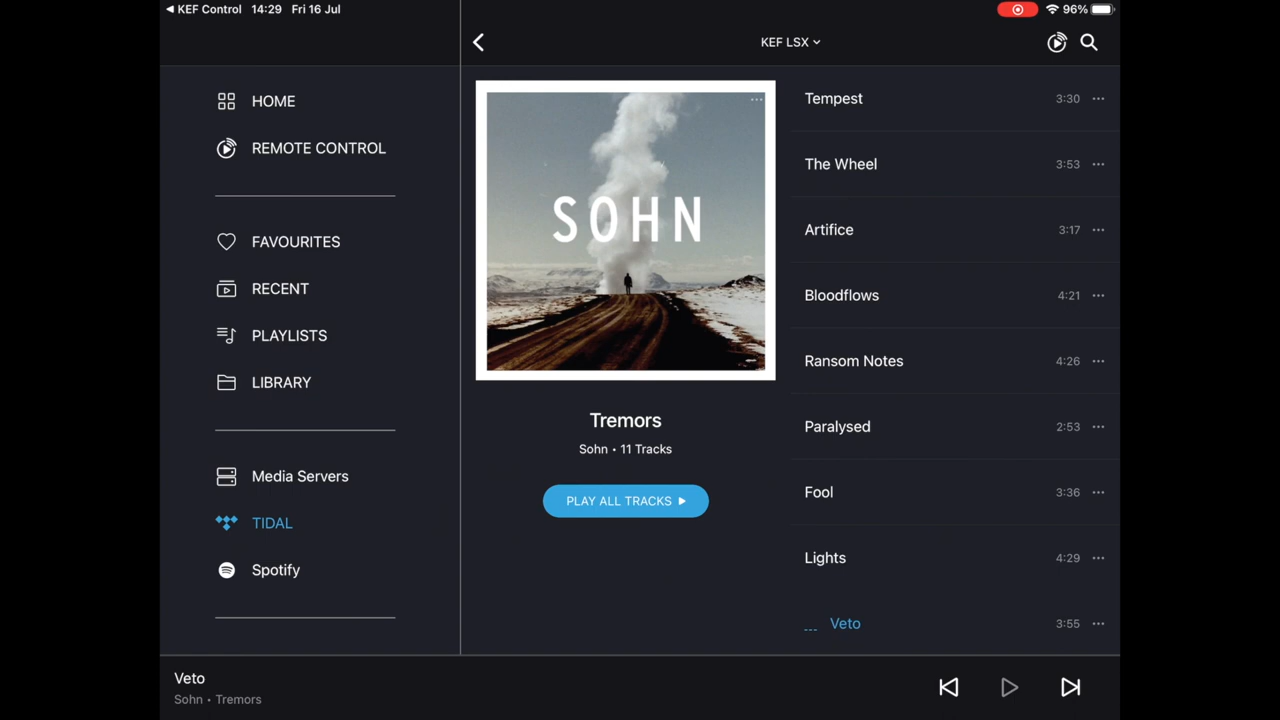 KEF Control 14:29 Fri 16 Jul
96%
KEF LSX
HOME
REMOTE CONTROL
FAVOURITES
RECENT
PLAYLISTS
LIBRARY
Media Servers
TIDAL
Spotify
SOHN
Tremors
Sohn • 11 Tracks
PLAY ALL TRACKS
Tempest 3:30
The Wheel 3:53
Artifice 3:17
Bloodflows 4:21
Ransom Notes 4:26
Paralysed 2:53
Fool 3:36
Lights 4:29
Veto 3:55
Veto
Sohn • Tremors